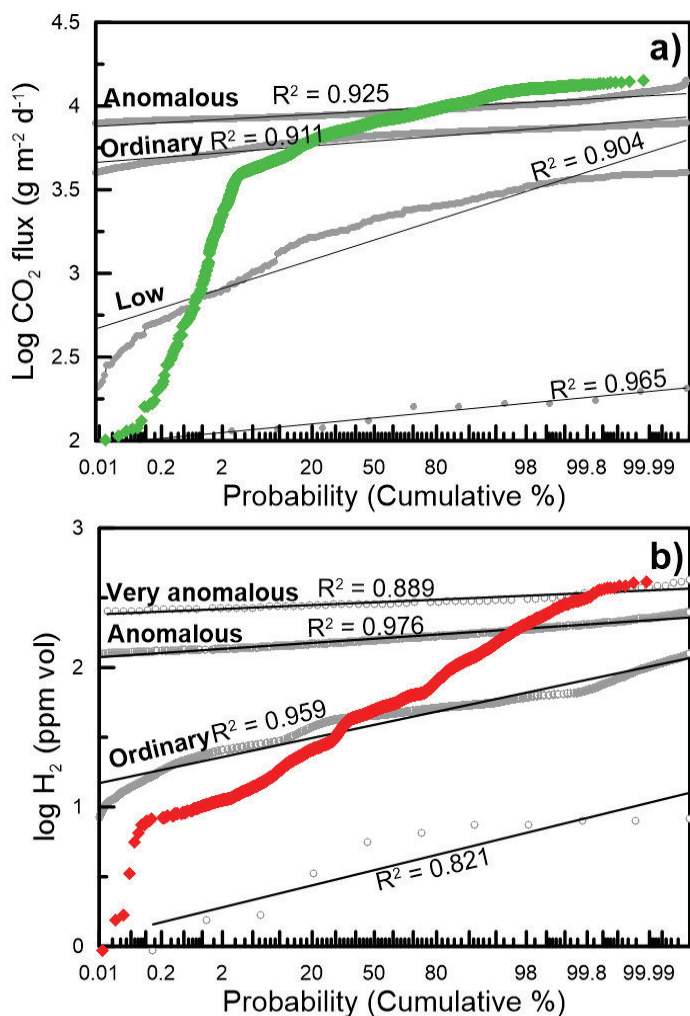 a)
4.5
4
3.5
3
2.5
2
Log CO₂ flux (g m⁻² d⁻¹)
Anomalous R² = 0.925
Ordinary R² = 0.911
R² = 0.904
Low
R² = 0.965
0.01 0.2 2 20 50 80 98 99.8 99.99
Probability (Cumulative %)
b)
3
2
1
0
log H₂ (ppm vol)
Very anomalous R² = 0.889
Anomalous R² = 0.976
Ordinary R² = 0.959
R² = 0.821
0.01 0.2 2 20 50 80 98 99.8 99.99
Probability (Cumulative %)